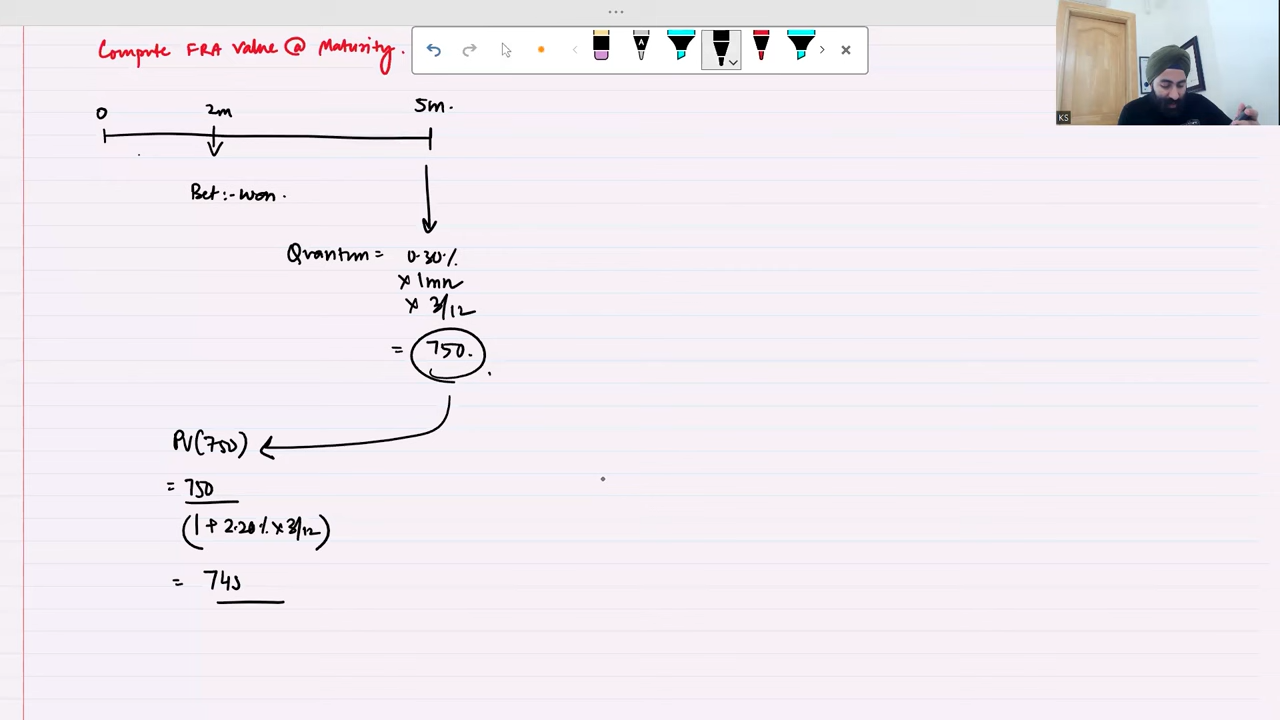 Compute FRA value @ Maturity.
0 2m 5m.
Bet:- Won.
Quantum = 0.30%
× 1mn
× 3/12
= 750.
PV(750)
= 750
(1 + 2.20% × 3/12)
= 745
KS